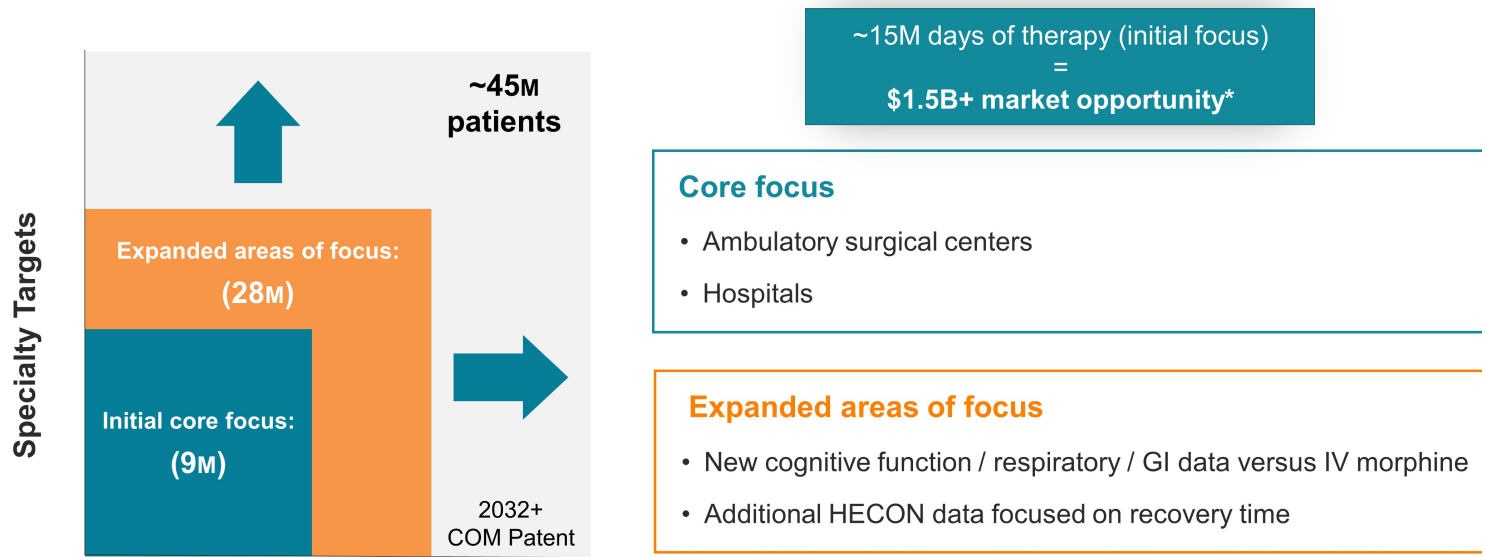 Specialty Targets
~45M
patients
Expanded areas of focus:
(28M)
Initial core focus:
(9M)
2032+
COM Patent
~15M days of therapy (initial focus)
=
$1.5B+ market opportunity*
Core focus
• Ambulatory surgical centers
• Hospitals
Expanded areas of focus
• New cognitive function / respiratory / GI data versus IV morphine
• Additional HECON data focused on recovery time